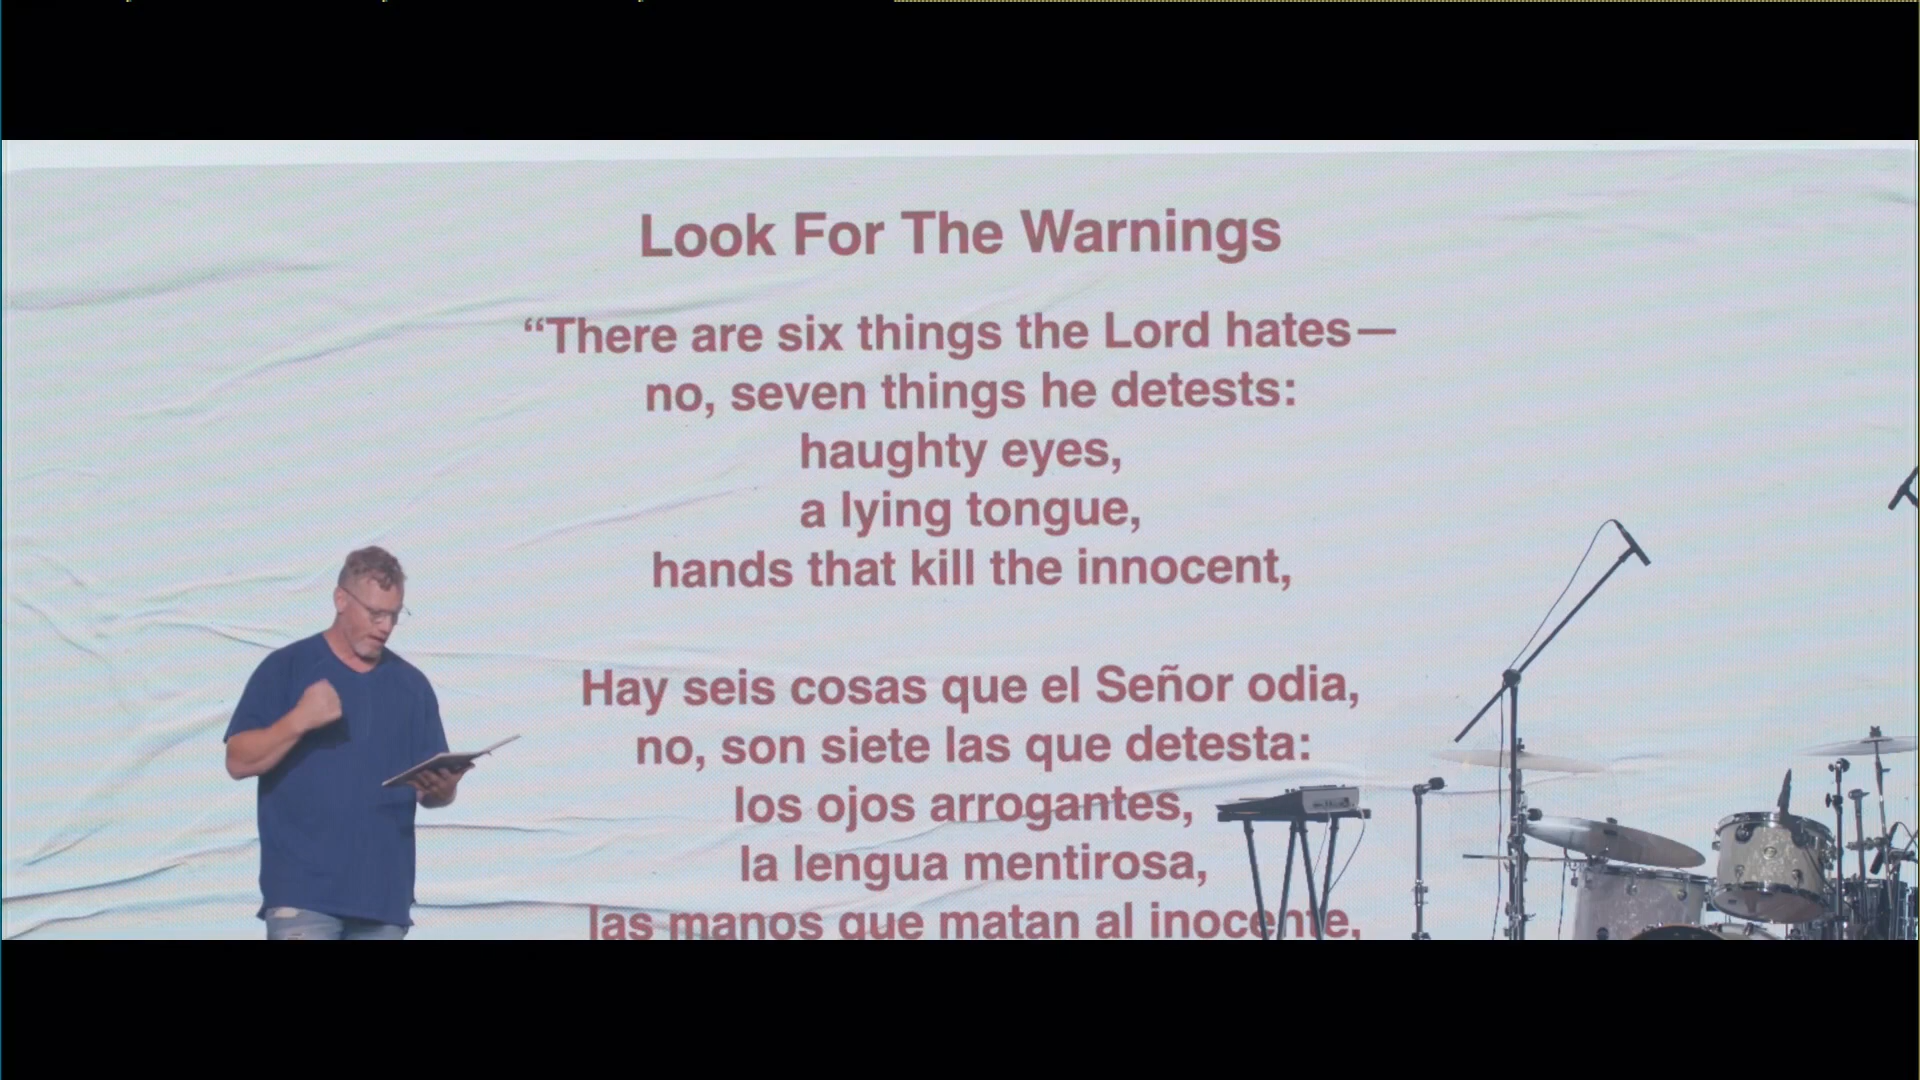 Look For The Warnings
“There are six things the Lord hates—
no, seven things he detests:
haughty eyes,
a lying tongue,
hands that kill the innocent,
Hay seis cosas que el Señor odia,
no, son siete las que detesta:
los ojos arrogantes,
la lengua mentirosa,
las manos que matan al inocente,